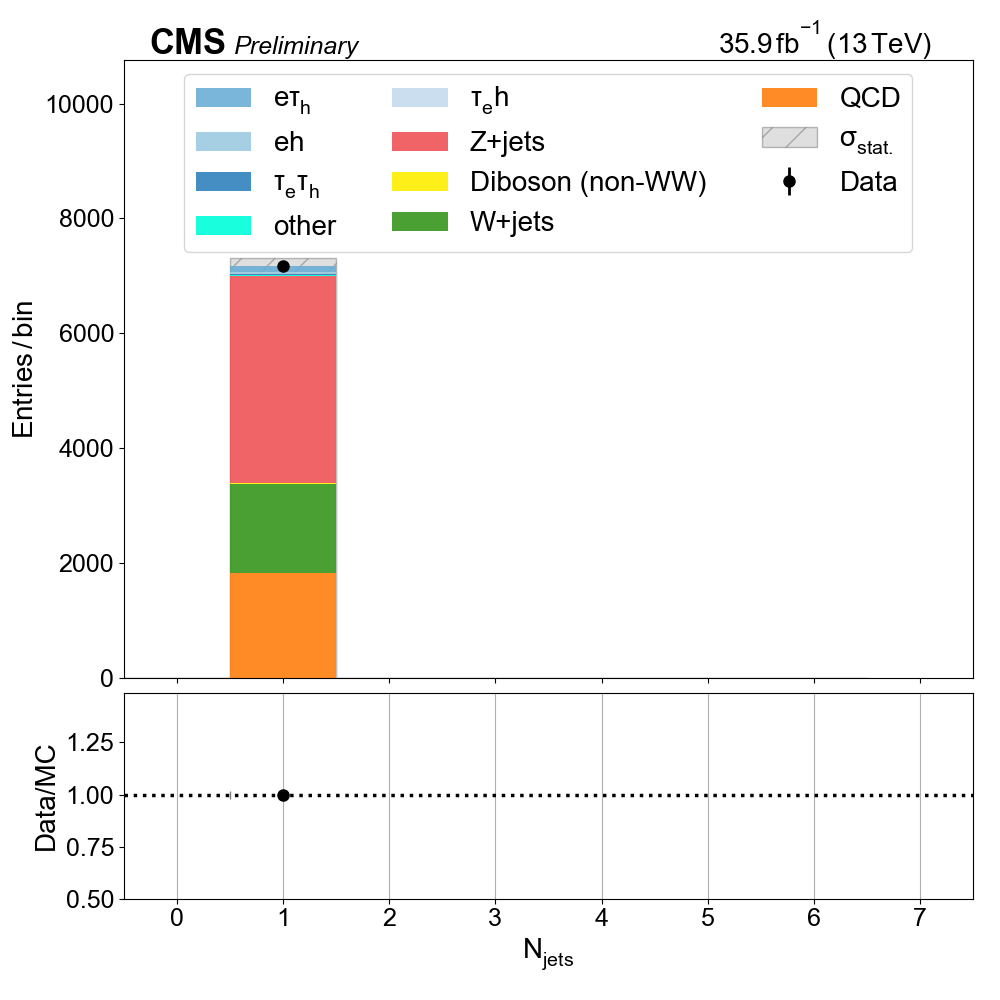 CMS Preliminary 35.9 fb⁻¹ (13 TeV)
eτₕ τₑh QCD
eh Z+jets σstat.
τₑτₕ Diboson (non-WW) Data
other W+jets
Entries / bin
10000
8000
6000
4000
2000
0
Data/MC
1.25
1.00
0.75
0.50
0 1 2 3 4 5 6 7
Njets